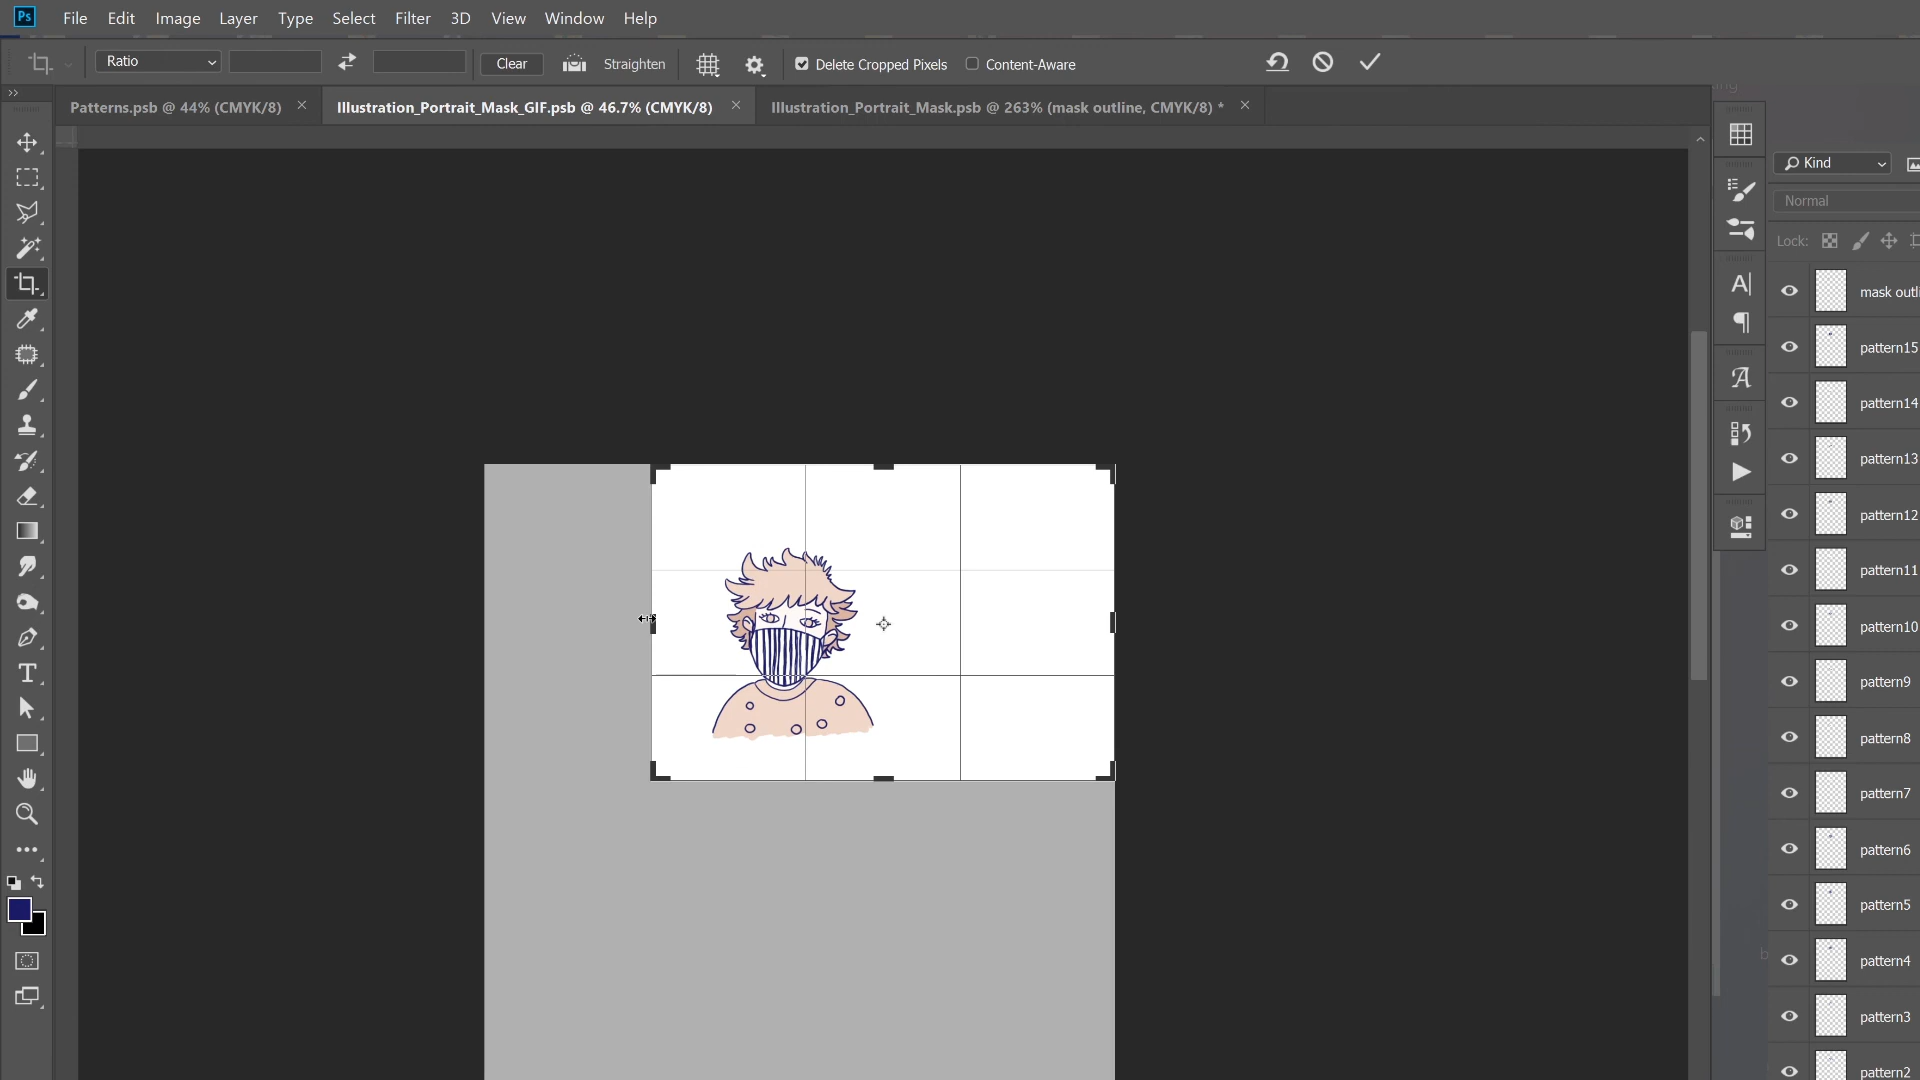 Ps File Edit Image Layer Type Select Filter 3D View Window Help
Ratio Clear Straighten Delete Cropped Pixels Content-Aware
Patterns.psb @ 44% (CMYK/8) Illustration_Portrait_Mask_GIF.psb @ 46.7% (CMYK/8) Illustration_Portrait_Mask.psb @ 263% (mask outline, CMYK/8) *
Kind
Normal
Lock:
mask outli
pattern15
pattern14
pattern13
pattern12
pattern11
pattern10
pattern9
pattern8
pattern7
pattern6
pattern5
pattern4
pattern3
pattern2